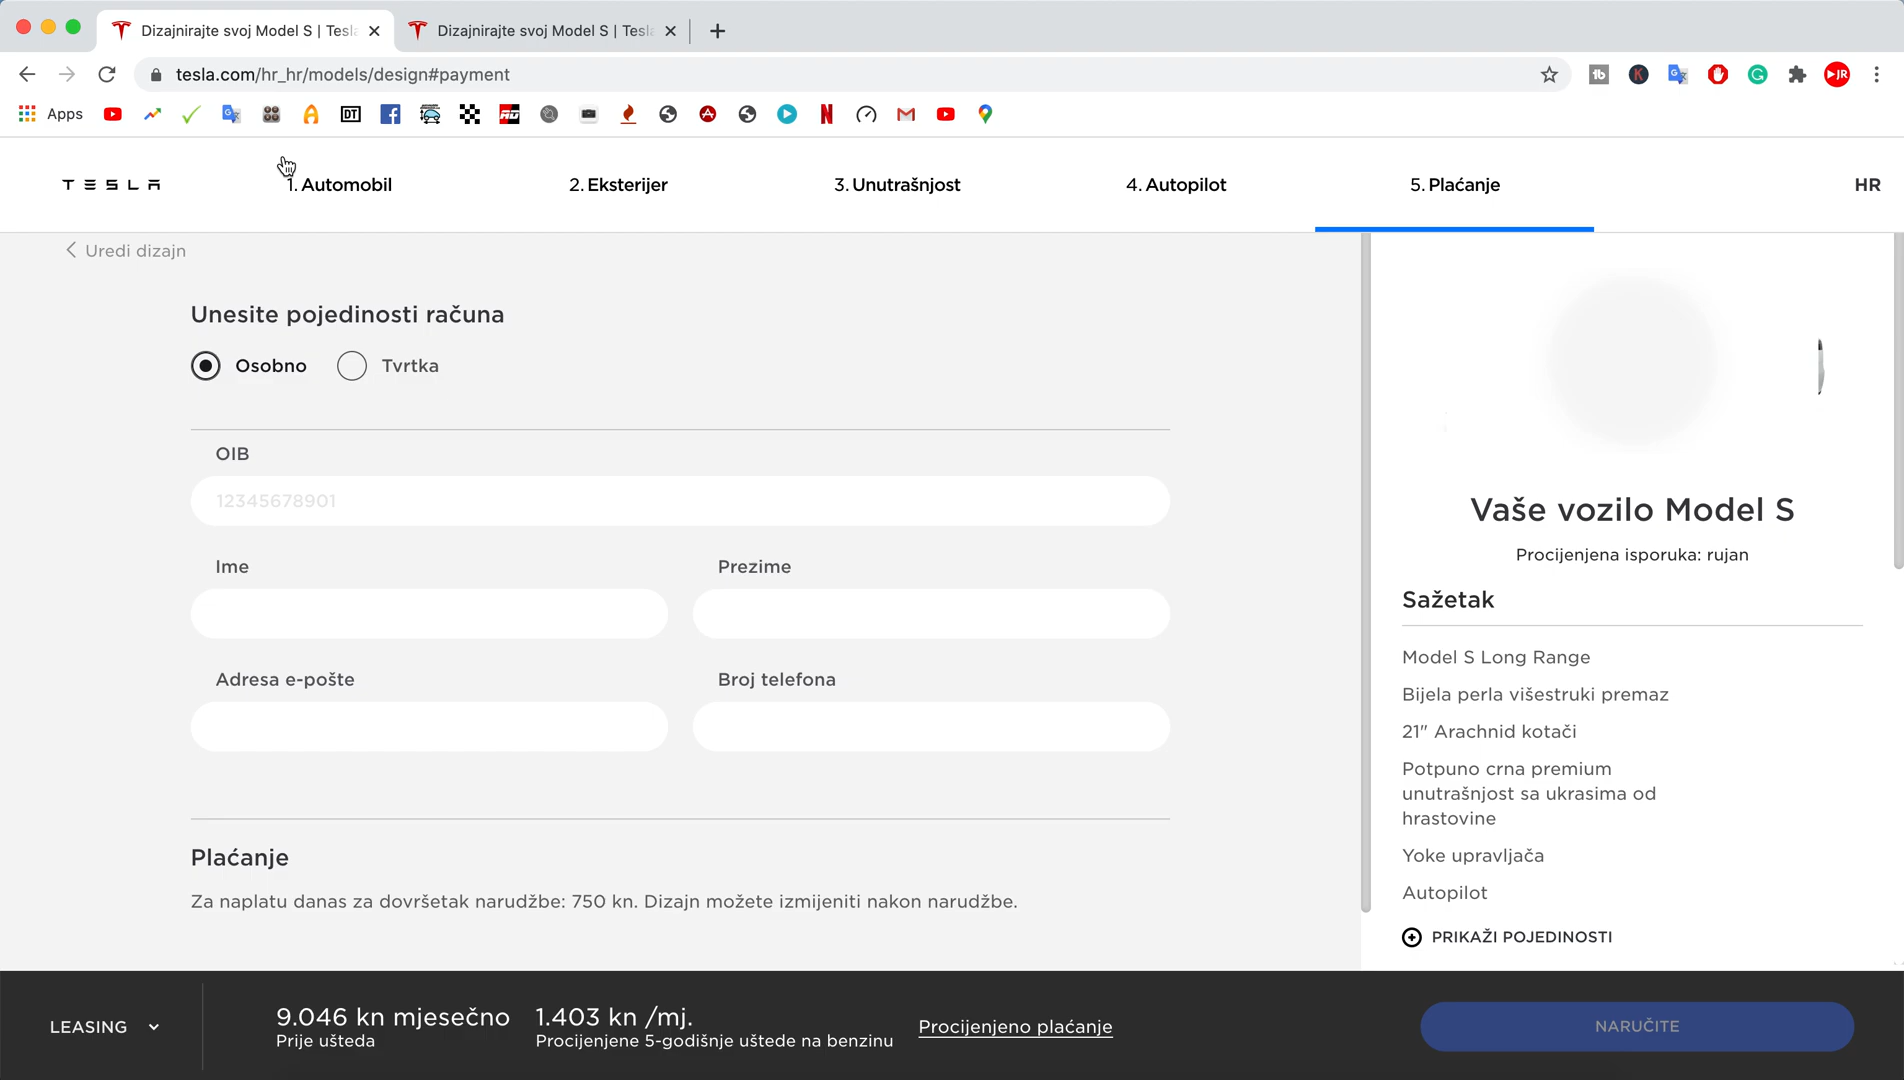 Dizajnirajte svoj Model S | Tesla
Dizajnirajte svoj Model S | Tesla
tesla.com/hr_hr/models/design#payment
Apps
TESLA
1. Automobil
2. Eksterijer
3. Unutrašnjost
4. Autopilot
5. Plaćanje
HR
Uredi dizajn
Unesite pojedinosti računa
Osobno
Tvrtka
OIB
12345678901
Ime
Prezime
Adresa e-pošte
Broj telefona
Plaćanje
Za naplatu danas za dovršetak narudžbe: 750 kn. Dizajn možete izmijeniti nakon narudžbe.
Vaše vozilo Model S
Procijenjena isporuka: rujan
Sažetak
Model S Long Range
Bijela perla višestruki premaz
21" Arachnid kotači
Potpuno crna premium
unutrašnjost sa ukrasima od
hrastovine
Yoke upravljača
Autopilot
PRIKAŽI POJEDINOSTI
LEASING
9.046 kn mjesečno
Prije ušteda
1.403 kn /mj.
Procijenjene 5-godišnje uštede na benzinu
Procijenjeno plaćanje
NARUČITE